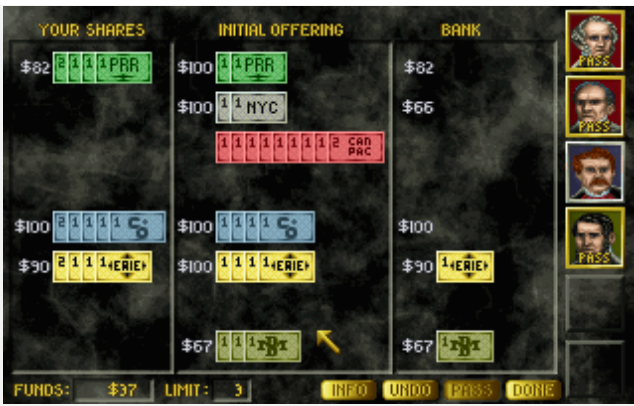 YOUR SHARES INITIAL OFFERING BANK
$82 2 1 1 1 PRR $100 1 1 PRR $82
PASS
$100 1 1 NYC $66
PASS
1 1 1 1 1 1 1 1 2 CAN PAC
$100 2 1 1 1 1 C&O $100 1 1 1 1 C&O $100
PASS
$90 2 1 1 1 ERIE $100 1 1 1 1 ERIE $90 1 ERIE
$67 1 1 1 $67 1
FUNDS: $37 LIMIT: 3 INFO UNDO PASS DONE